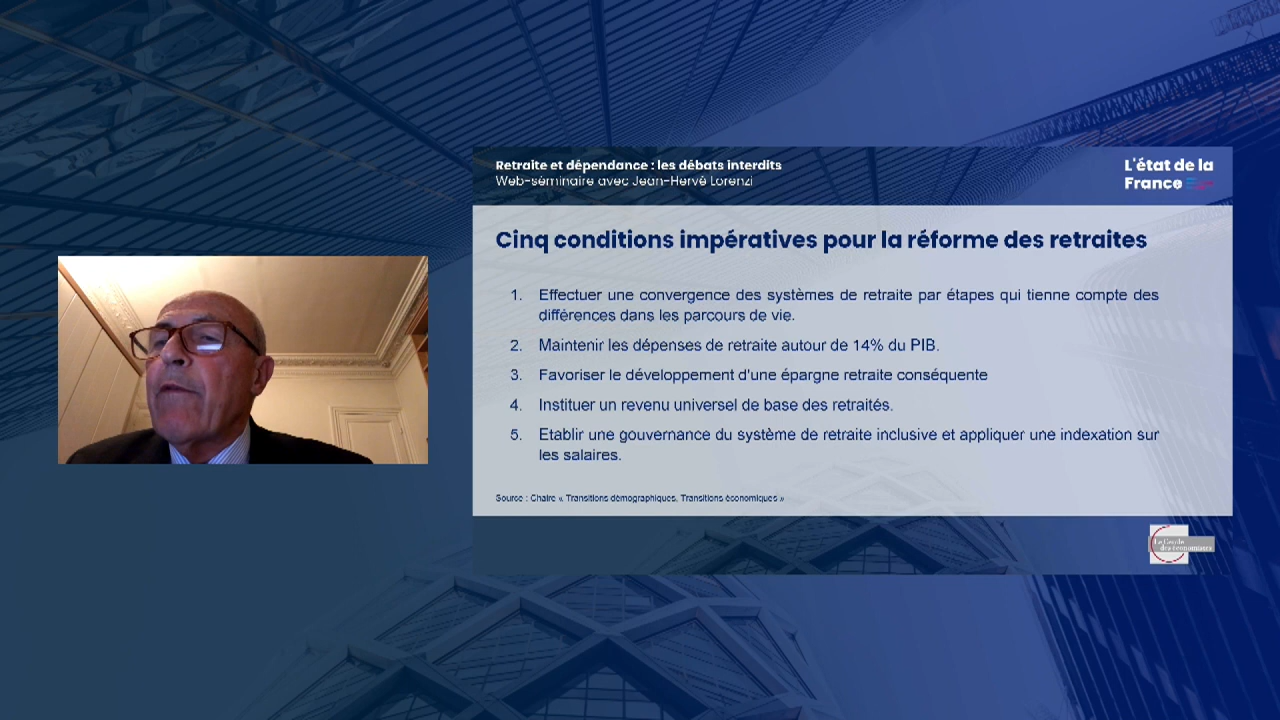 Retraite et dépendance : les débats interdits
Web-séminaire avec Jean-Hervé Lorenzi
L'état de la
France
Cinq conditions impératives pour la réforme des retraites
1. Effectuer une convergence des systèmes de retraite par étapes qui tienne compte des
différences dans les parcours de vie.
2. Maintenir les dépenses de retraite autour de 14% du PIB.
3. Favoriser le développement d'une épargne retraite conséquente
4. Instituer un revenu universel de base des retraités.
5. Etablir une gouvernance du système de retraite inclusive et appliquer une indexation sur
les salaires.
Source : Chaire « Transitions démographiques, Transitions économiques »
Le Cercle
des économistes